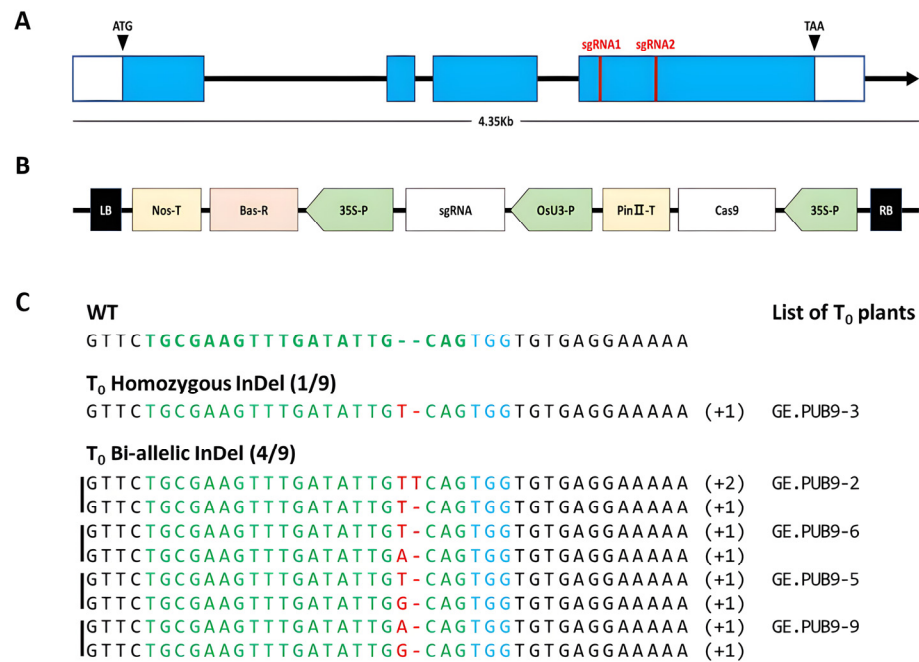 A
ATG
sgRNA1
sgRNA2
TAA
4.35Kb
B
LB
Nos-T
Bas-R
35S-P
sgRNA
OsU3-P
PinⅡ-T
Cas9
35S-P
RB
C
WT
List of T0 plants
GTTCTGCGAAGTTTGATATTG--CAGTGGTGTGAGGAAAAA
T0 Homozygous InDel (1/9)
GTTCTGCGAAGTTTGATATTGT-CAGTGGTGTGAGGAAAAA (+1) GE.PUB9-3
T0 Bi-allelic InDel (4/9)
GTTCTGCGAAGTTTGATATTGTTCAGTGGTGTGAGGAAAAA (+2) GE.PUB9-2
GTTCTGCGAAGTTTGATATTGT-CAGTGGTGTGAGGAAAAA (+1)
GTTCTGCGAAGTTTGATATTGT-CAGTGGTGTGAGGAAAAA (+1) GE.PUB9-6
GTTCTGCGAAGTTTGATATTGA-CAGTGGTGTGAGGAAAAA (+1)
GTTCTGCGAAGTTTGATATTGT-CAGTGGTGTGAGGAAAAA (+1) GE.PUB9-5
GTTCTGCGAAGTTTGATATTGG-CAGTGGTGTGAGGAAAAA (+1)
GTTCTGCGAAGTTTGATATTGA-CAGTGGTGTGAGGAAAAA (+1) GE.PUB9-9
GTTCTGCGAAGTTTGATATTGG-CAGTGGTGTGAGGAAAAA (+1)